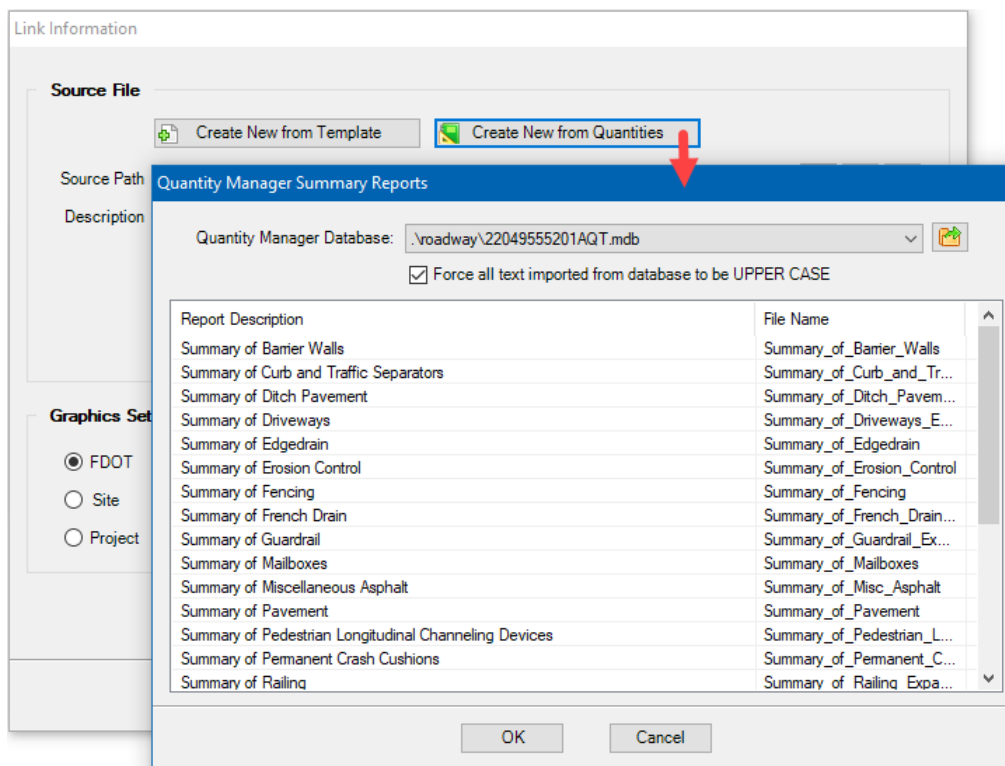 Link Information
Source File
Create New from Template Create New from Quantities
Source Path
Description
Quantity Manager Summary Reports
Quantity Manager Database: .\roadway\22049555201AQT.mdb
Force all text imported from database to be UPPER CASE
Report Description File Name
Summary of Barrier Walls Summary_of_Barrier_Walls
Summary of Curb and Traffic Separators Summary_of_Curb_and_Tr...
Summary of Ditch Pavement Summary_of_Ditch_Pavem...
Summary of Driveways Summary_of_Driveways_E...
Summary of Edgedrain Summary_of_Edgedrain
Summary of Erosion Control Summary_of_Erosion_Control
Summary of Fencing Summary_of_Fencing
Summary of French Drain Summary_of_French_Drain...
Summary of Guardrail Summary_of_Guardrail_Ex...
Summary of Mailboxes Summary_of_Mailboxes
Summary of Miscellaneous Asphalt Summary_of_Misc_Asphalt
Summary of Pavement Summary_of_Pavement
Summary of Pedestrian Longitudinal Channeling Devices Summary_of_Pedestrian_L...
Summary of Permanent Crash Cushions Summary_of_Permanent_C...
Summary of Railing Summary_of_Railing_Expa...
Graphics Set
FDOT
Site
Project
OK Cancel